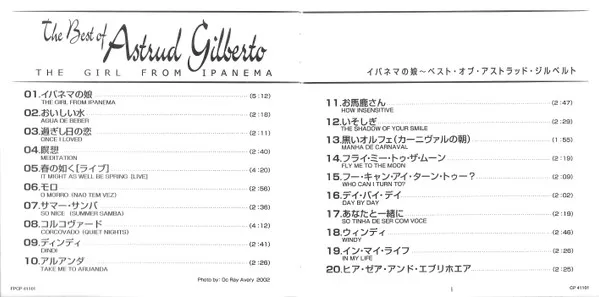 The Best of
Astrud Gilberto
THE GIRL FROM IPANEMA
01.イパネマの娘 (5:12)
THE GIRL FROM IPANEMA
02.おいしい水 (2:18)
AGUA DE BEBER
03.過ぎし日の恋 (2:11)
ONCE I LOVED
04.瞑想 (2:40)
MEDITATION
05.春の如く[ライブ] (4:20)
IT MIGHT AS WELL BE SPRING [LIVE]
06.モロ (2:56)
O MORRO (NAO TEM VEZ)
07.サマー・サンバ (2:36)
SO NICE (SUMMER SAMBA)
08.コルコヴァード (4:12)
CORCOVADO (QUIET NIGHTS)
09.ディンディ (2:41)
DINDI
10.アルアンダ (2:26)
TAKE ME TO ARUANDA
Photo by: Oc Ray Avery 2002
イパネマの娘〜ベスト・オブ・アストラッド・ジルベルト
11.お馬鹿さん (2:47)
HOW INSENSITIVE
12.いそしぎ (2:29)
THE SHADOW OF YOUR SMILE
13.黒いオルフェ(カーニヴァルの朝) (1:55)
MANHA DE CARNAVAL
14.フライ・ミー・トゥ・ザ・ムーン (2:19)
FLY ME TO THE MOON
15.フー・キャン・アイ・ターン・トゥー? (2:09)
WHO CAN I TURN TO?
16.デイ・バイ・デイ (2:02)
DAY BY DAY
17.あなたと一緒に (2:19)
SO TINHA DE SER COM VOCE
18.ウィンディ (2:46)
WINDY
19.イン・マイ・ライフ (2:26)
IN MY LIFE
20.ヒア・ゼア・アンド・エブリホエア (2:25)
CP 41101